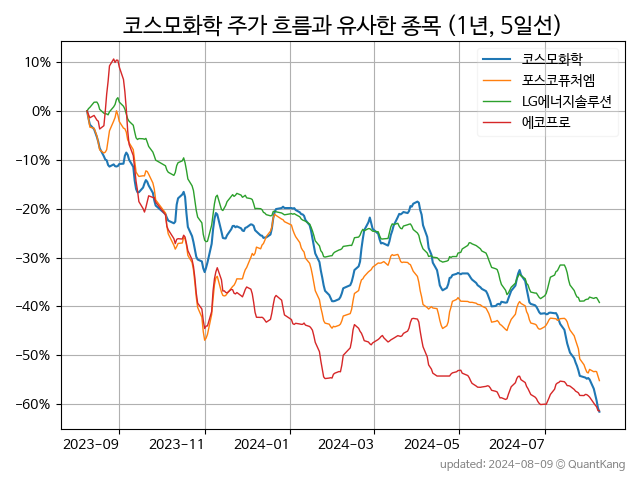 코스모화학 주가 흐름과 유사한 종목 (1년, 5일선)
코스모화학
포스코퓨처엠
LG에너지솔루션
에코프로
10%
0%
−10%
−20%
−30%
−40%
−50%
−60%
2023-09
2023-11
2024-01
2024-03
2024-05
2024-07
updated: 2024-08-09 © QuantKang